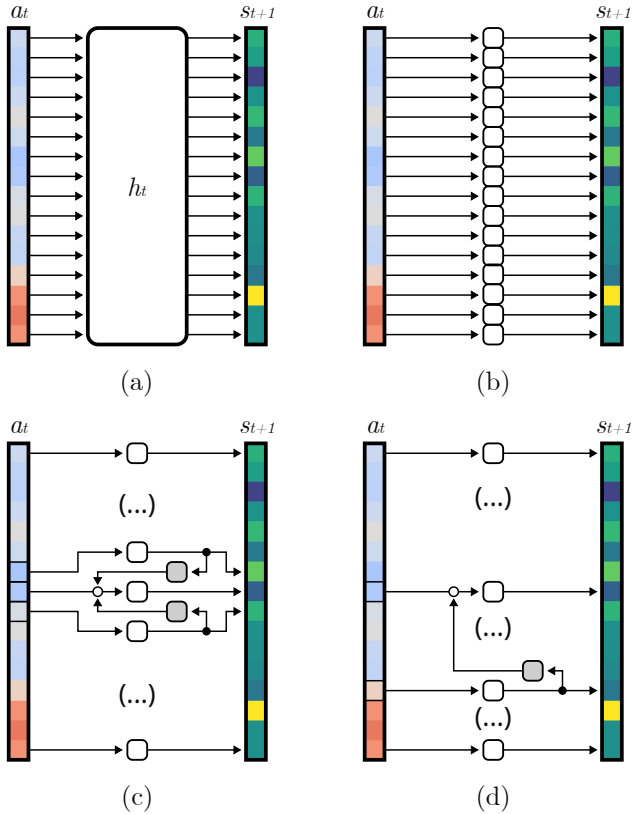 aₜ sₜ₊₁ aₜ sₜ₊₁
hₜ
(a) (b)
aₜ sₜ₊₁ aₜ sₜ₊₁
(...) (...)
(...)
(...) (...)
(c) (d)